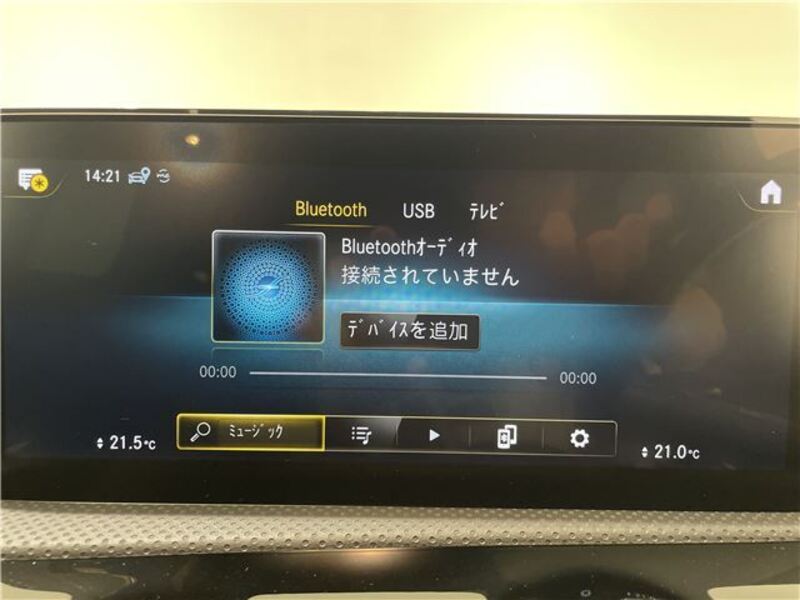 14:21
Bluetooth USB ﾃﾚﾋﾞ
Bluetoothｵｰﾃﾞｨｵ
接続されていません
ﾃﾞﾊﾞｲｽを追加
00:00 00:00
21.5°C ﾐｭｰｼﾞｯｸ 21.0°C